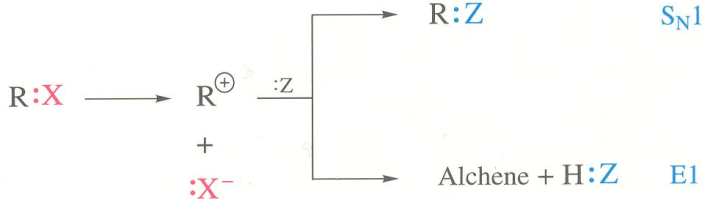 R:Z SN1
R:X R⊕ :Z
+
:X−
Alchene + H:Z E1